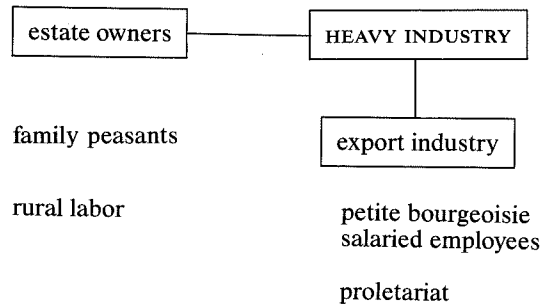 estate owners
HEAVY INDUSTRY
family peasants
export industry
rural labor
petite bourgeoisie
salaried employees
proletariat